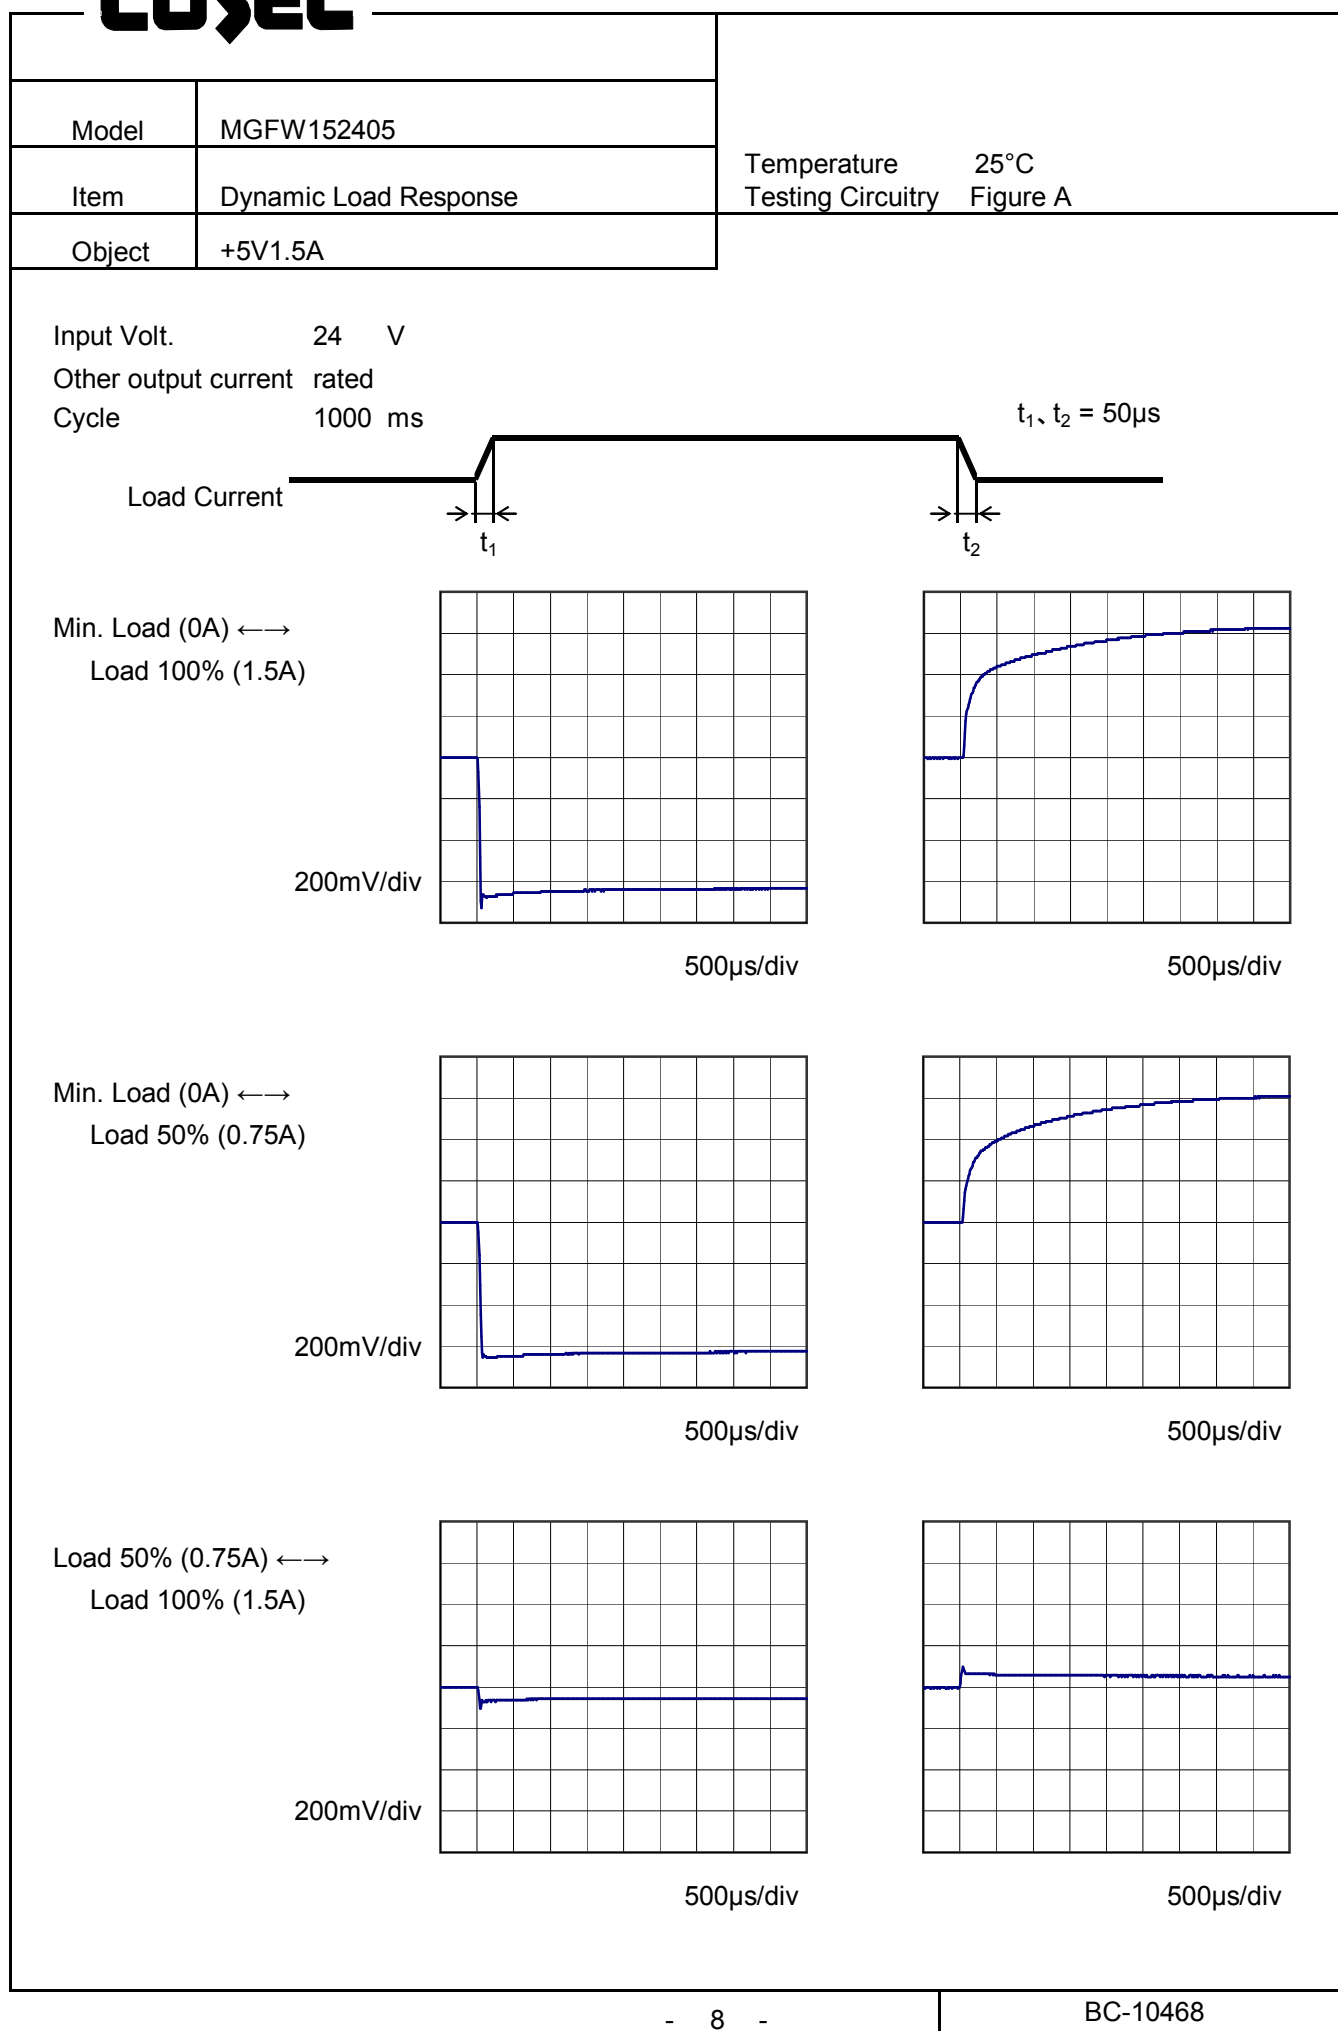 COSEL
Model MGFW152405
Temperature 25°C
Item Dynamic Load Response
Testing Circuitry Figure A
Object +5V1.5A
Input Volt. 24 V
Other output current rated
Cycle 1000 ms
t₁、t₂ = 50µs
Load Current
t₁ t₂
Min. Load (0A) ←→
Load 100% (1.5A)
200mV/div
500µs/div 500µs/div
Min. Load (0A) ←→
Load 50% (0.75A)
200mV/div
500µs/div 500µs/div
Load 50% (0.75A) ←→
Load 100% (1.5A)
200mV/div
500µs/div 500µs/div
- 8 - BC-10468